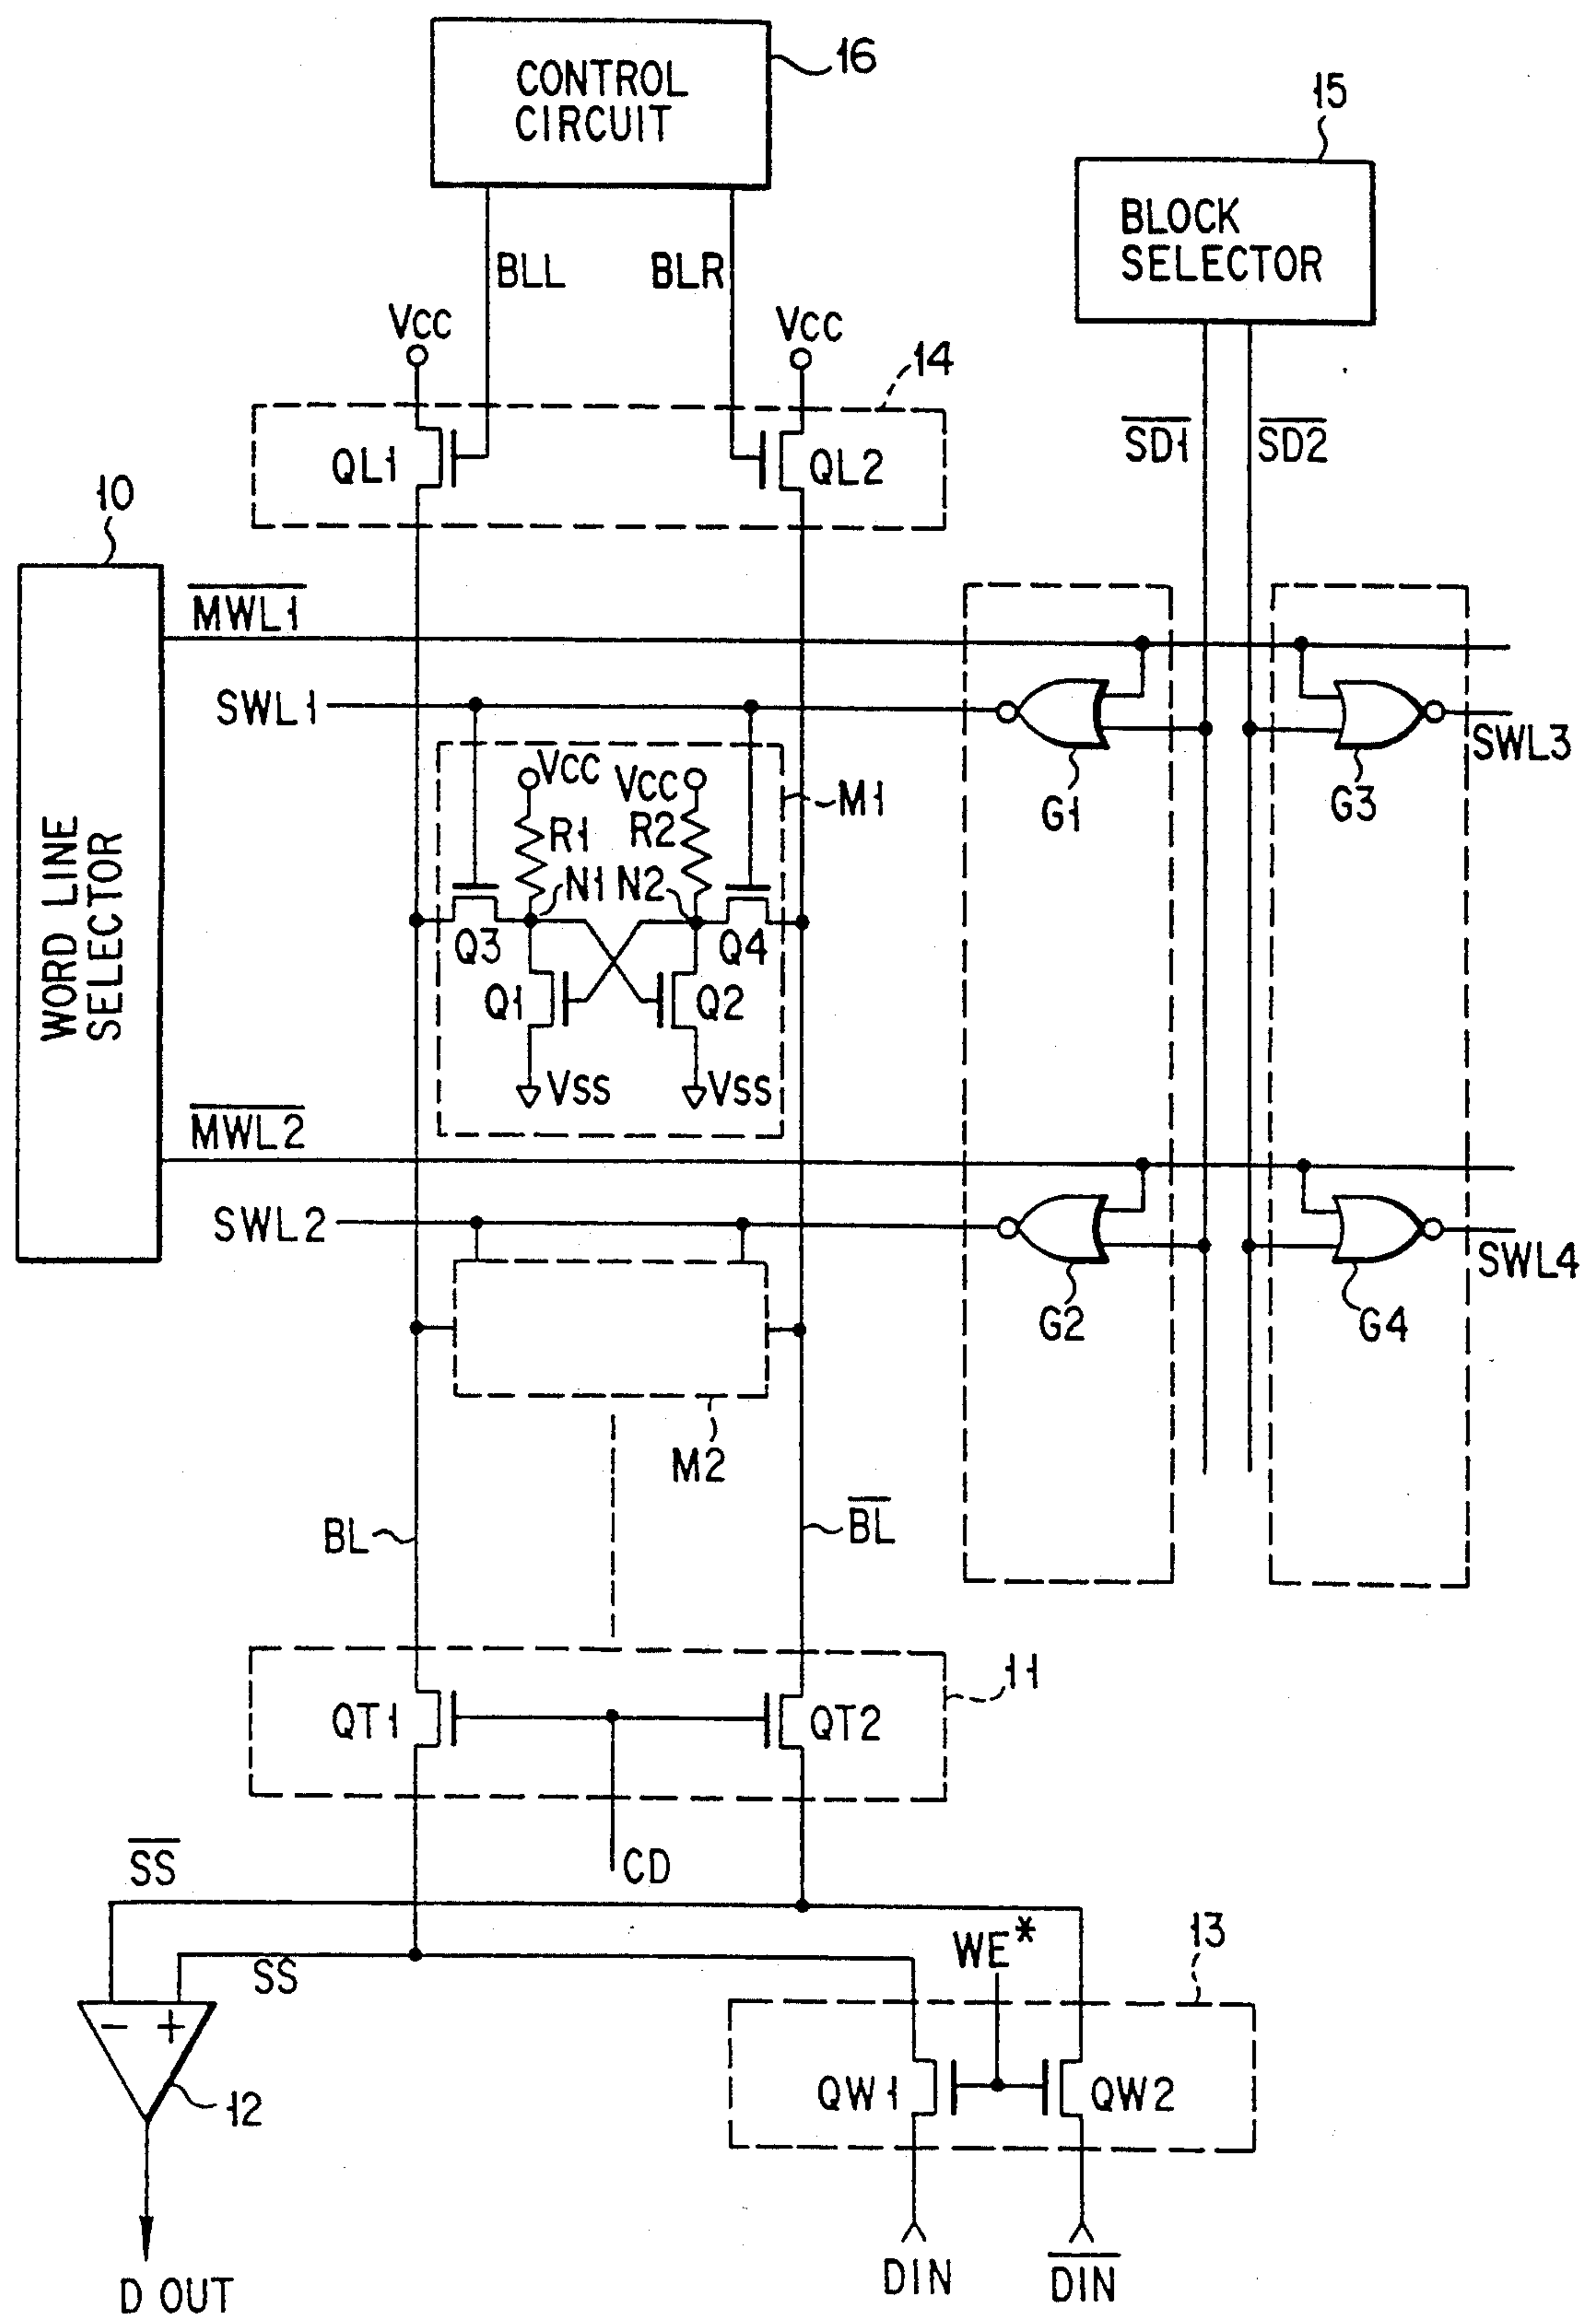 CONTROL
CIRCUIT
16
15
BLOCK
SELECTOR
BLL
BLR
VCC
VCC
14
SD1
SD2
QL1
QL2
10
MWL1
SWL1
SWL3
VCC
VCC
M1
G1
G3
R1
R2
N1
N2
WORD LINE
SELECTOR
Q3
Q4
Q1
Q2
VSS
VSS
MWL2
SWL2
SWL4
G2
G4
M2
BL
BL
11
QT1
QT2
SS
CD
13
WE*
SS
- +
QW1
QW2
12
DIN
DIN
D OUT